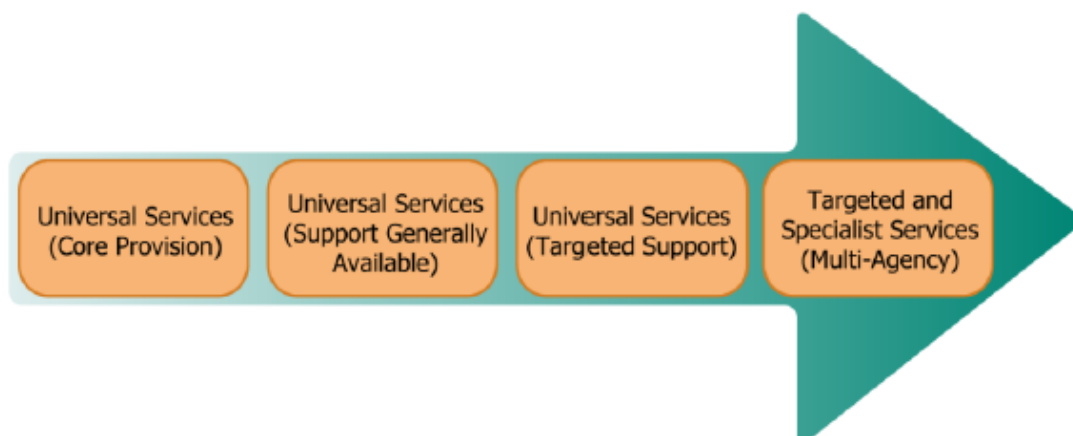 Universal Services
(Core Provision)
Universal Services
(Support Generally
Available)
Universal Services
(Targeted Support)
Targeted and
Specialist Services
(Multi-Agency)